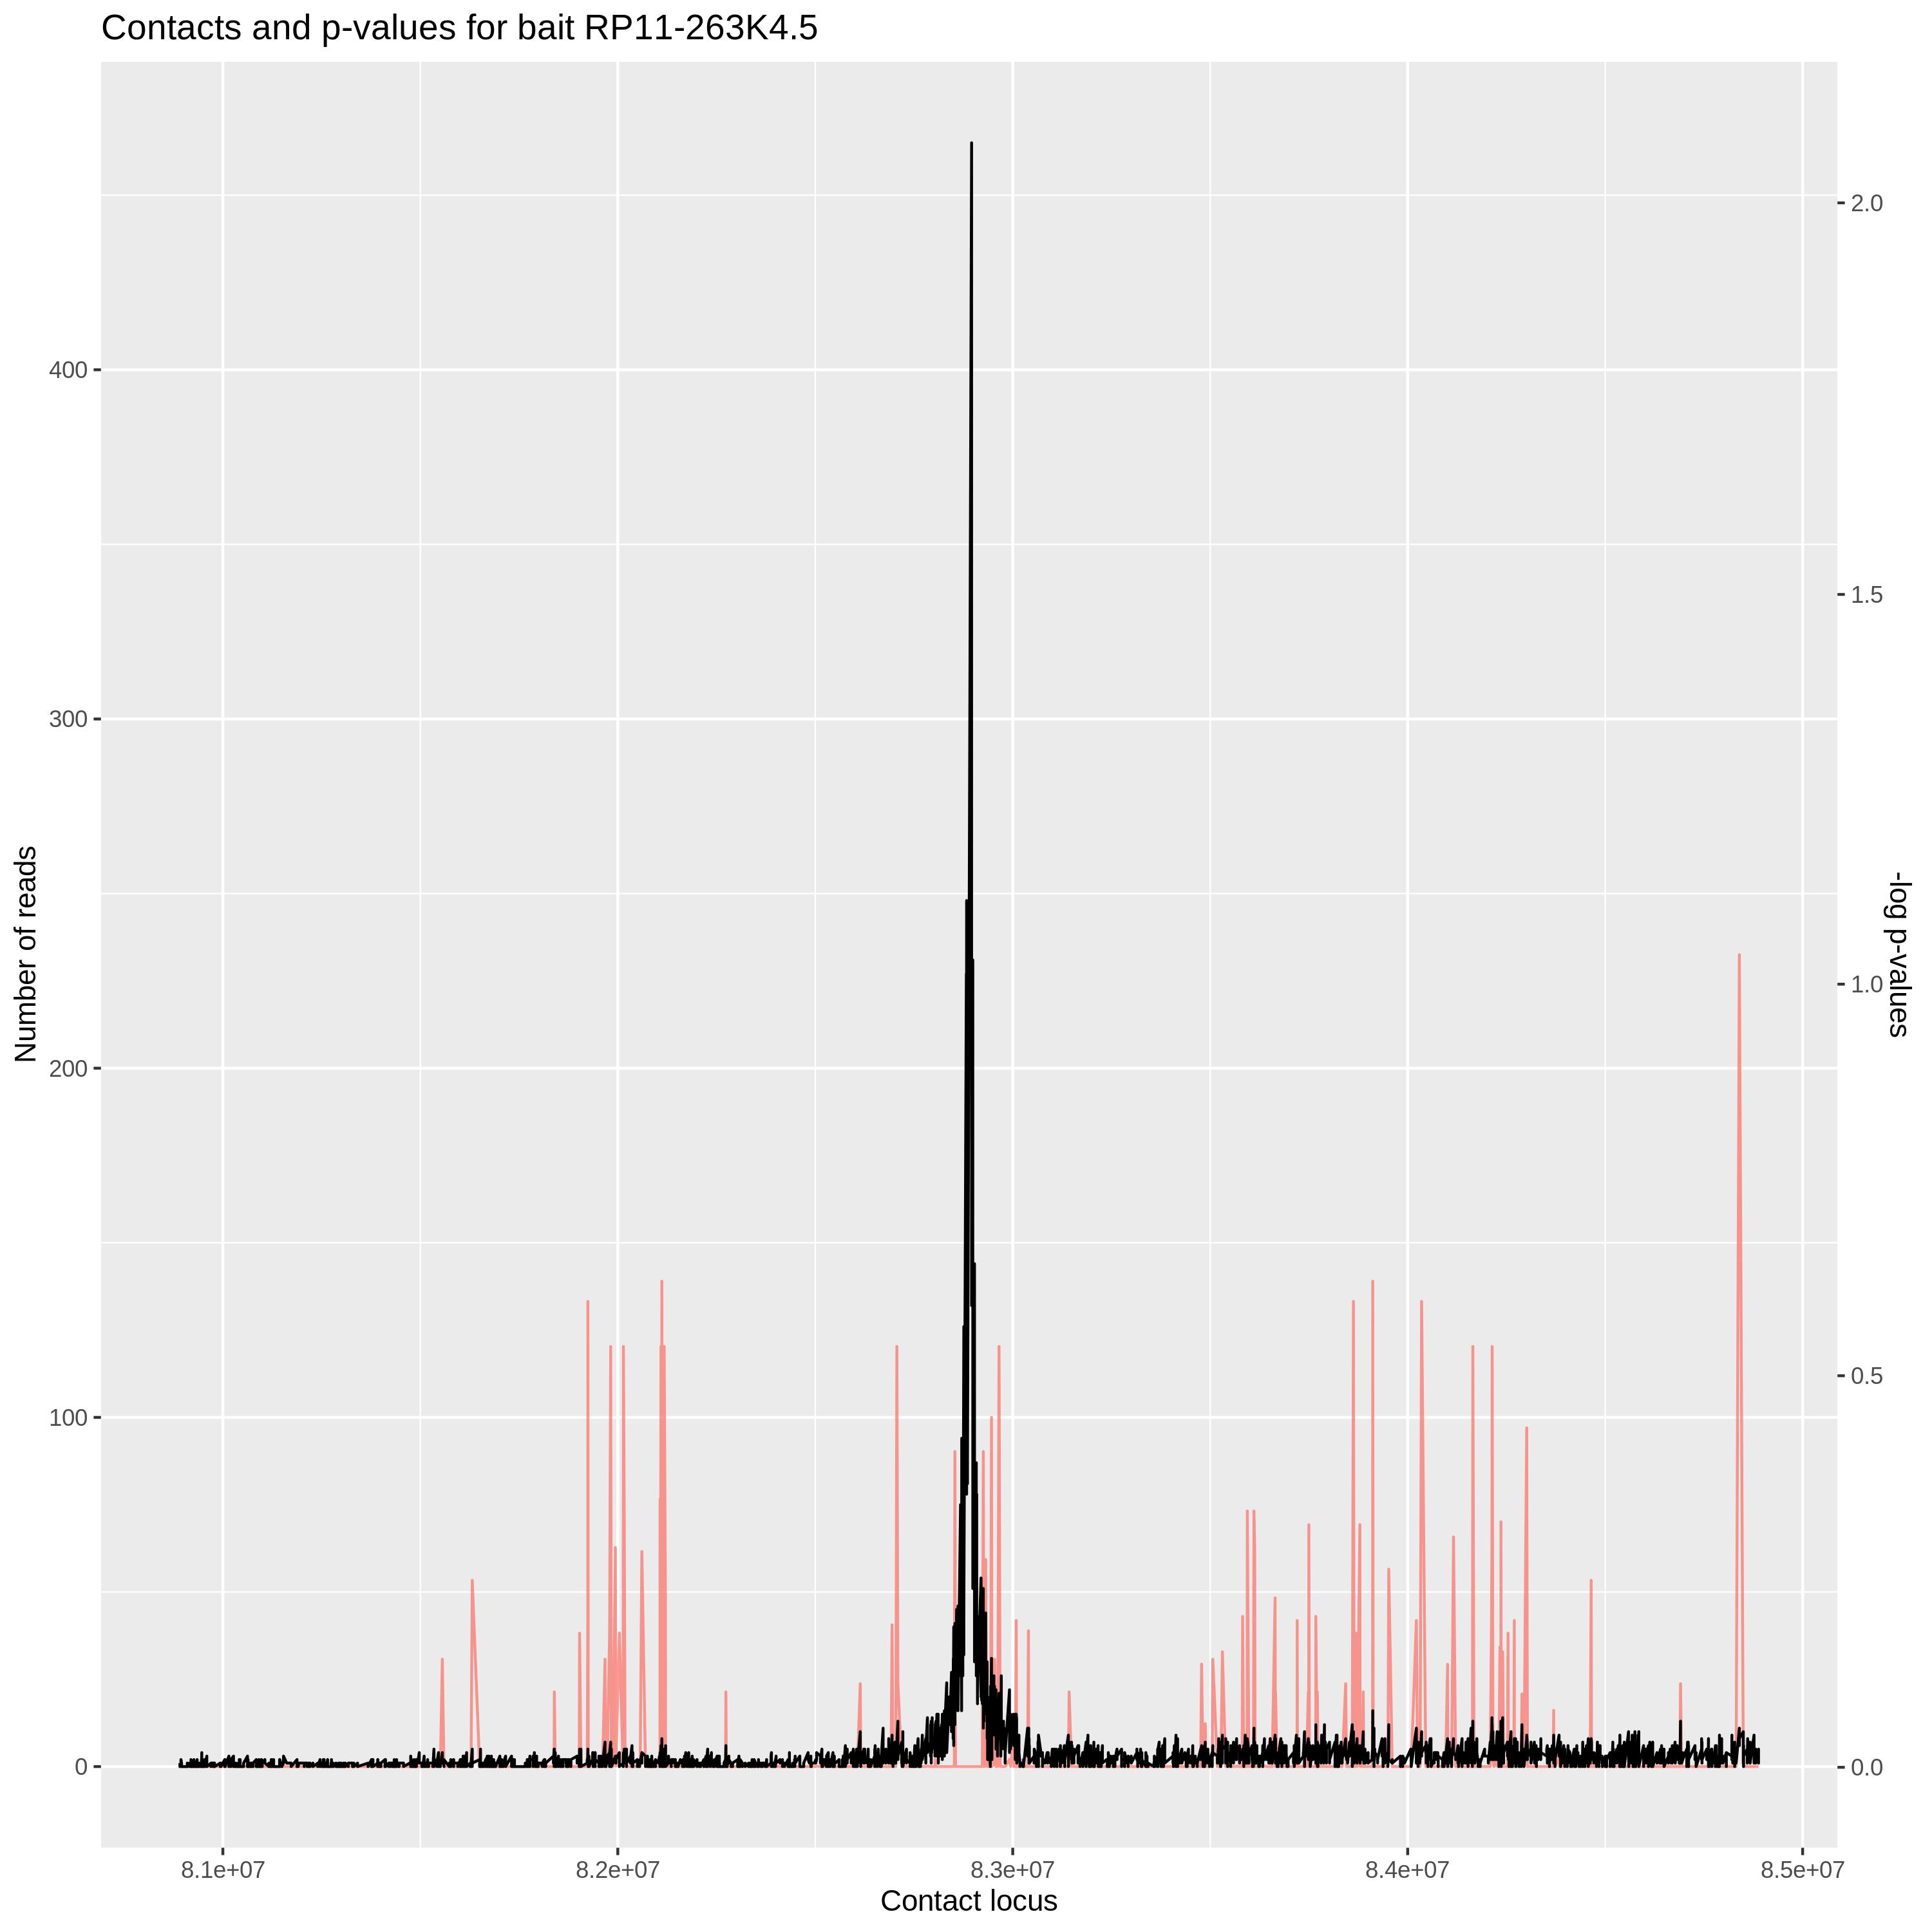 Contacts and p-values for bait RP11-263K4.5
Number of reads
400
300
200
100
0
2.0
1.5
1.0
0.5
0.0
-log p-values
8.1e+07 8.2e+07 8.3e+07 8.4e+07 8.5e+07
Contact locus